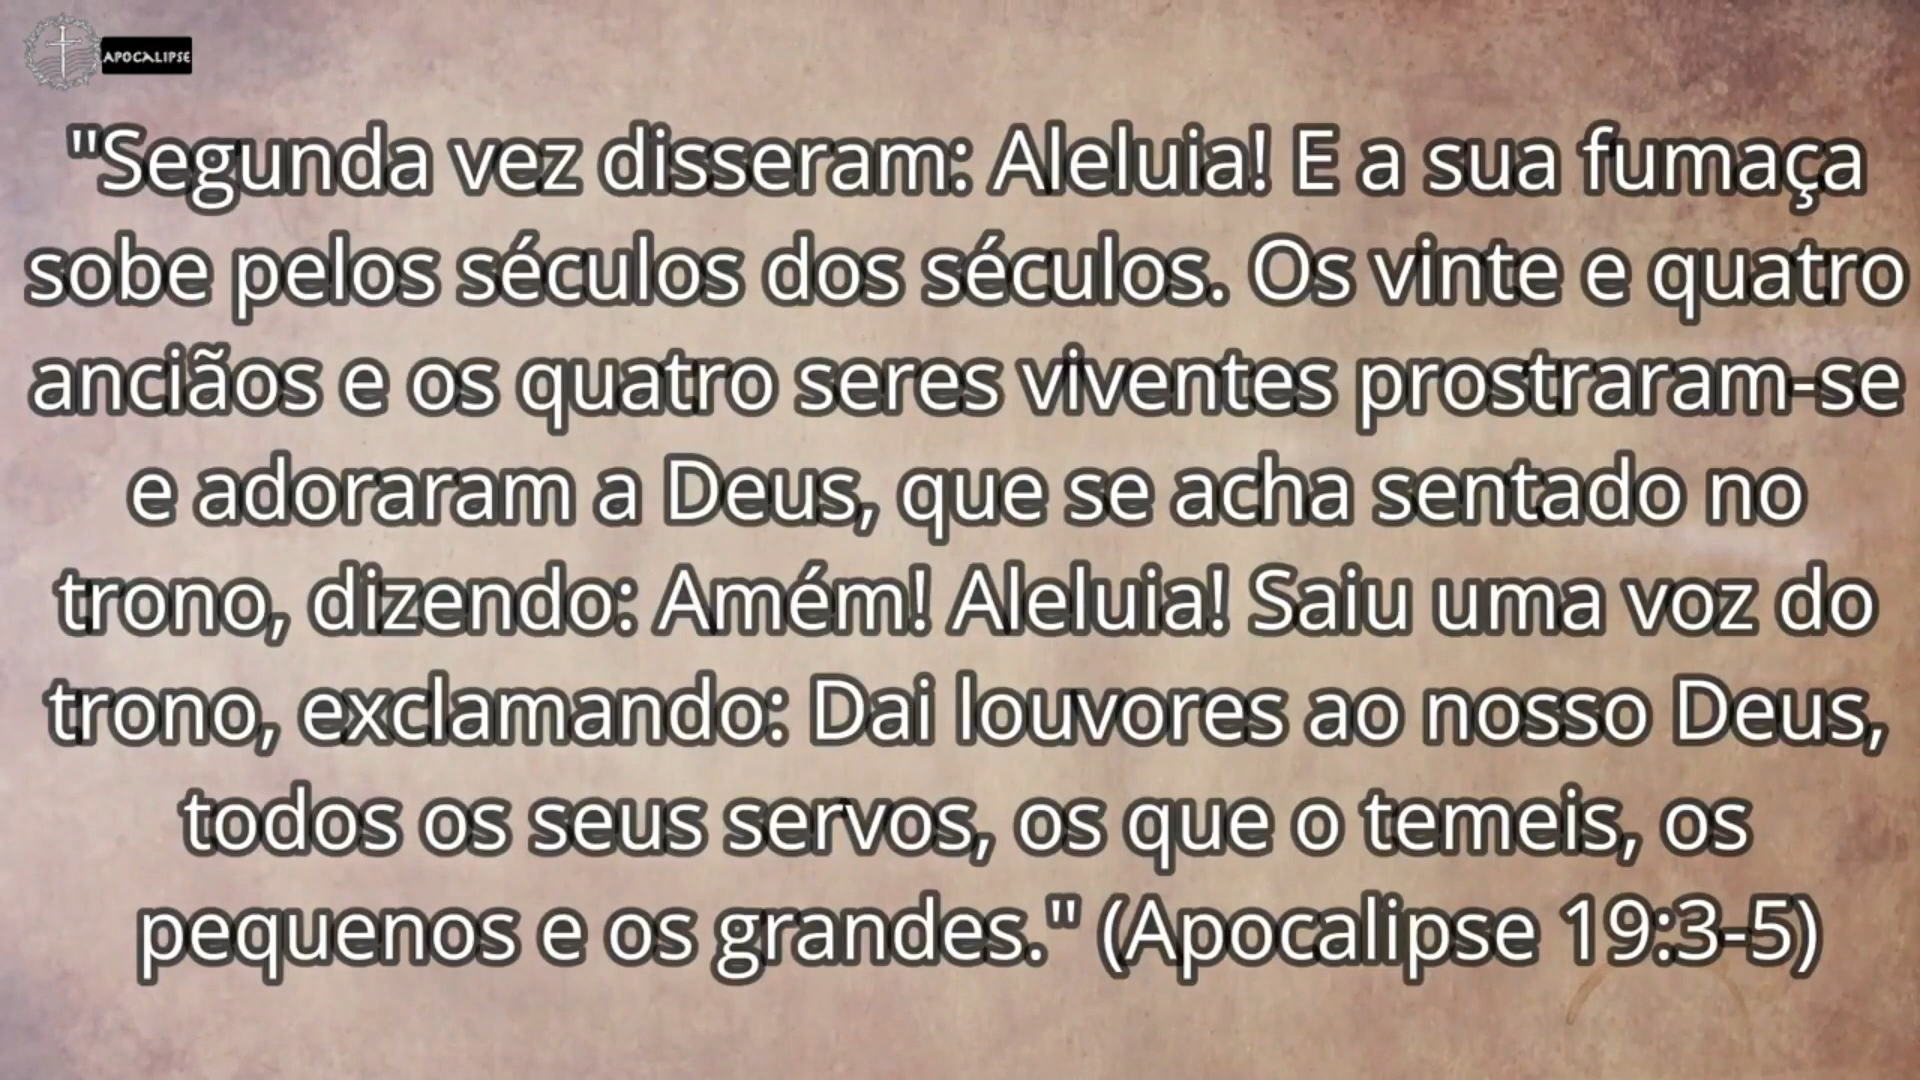 APOCALIPSE
"Segunda vez disseram: Aleluia! E a sua fumaça
sobe pelos séculos dos séculos. Os vinte e quatro
anciãos e os quatro seres viventes prostraram-se
e adoraram a Deus, que se acha sentado no
trono, dizendo: Amém! Aleluia! Saiu uma voz do
trono, exclamando: Dai louvores ao nosso Deus,
todos os seus servos, os que o temeis, os
pequenos e os grandes." (Apocalipse 19:3-5)